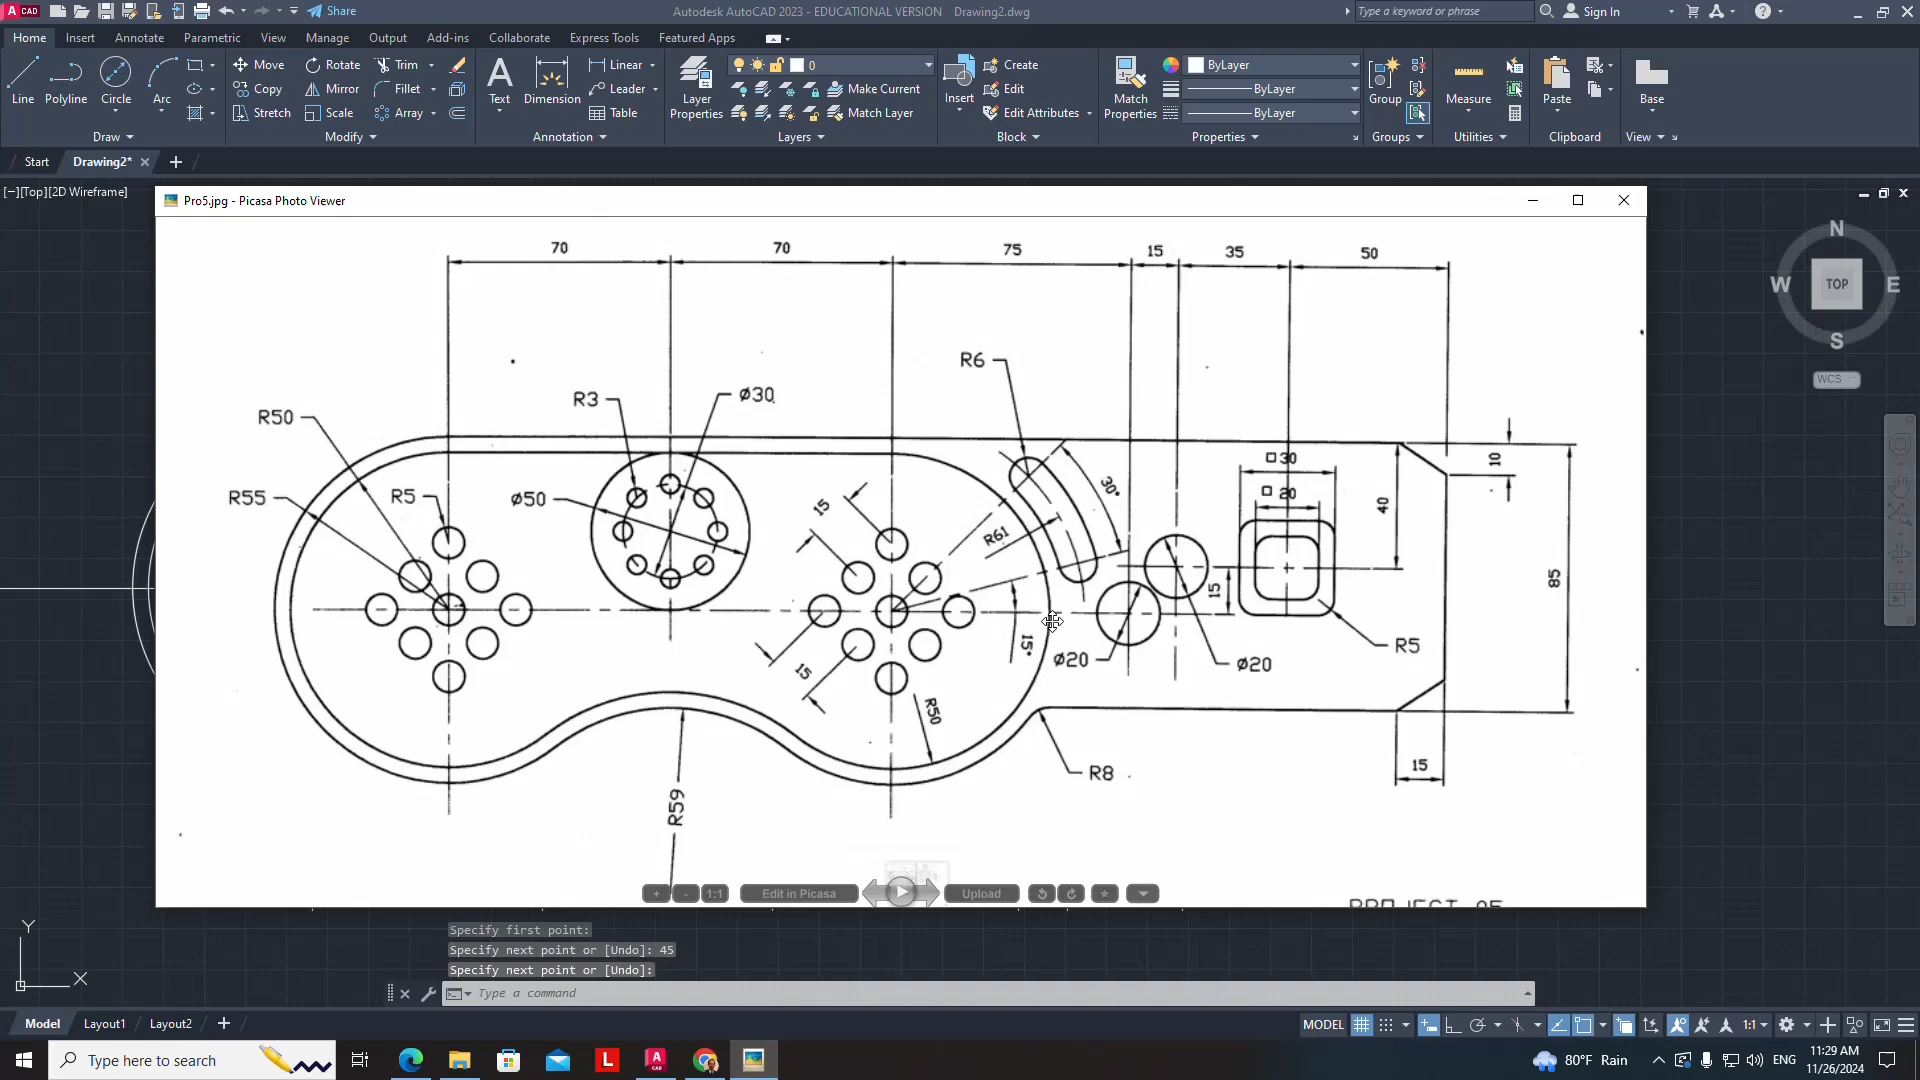 A CAD
Share
Autodesk AutoCAD 2023 - EDUCATIONAL VERSION Drawing2.dwg
Type a keyword or phrase
Sign In
Home Insert Annotate Parametric View Manage Output Add-ins Collaborate Express Tools Featured Apps
Line Polyline Circle Arc
Move Rotate Trim
Copy Mirror Fillet
Stretch Scale Array
Text Dimension
Linear
Leader
Table
Layer Properties
0
Make Current
Match Layer
Insert
Create
Edit
Edit Attributes
Match Properties
ByLayer
ByLayer
ByLayer
Group
Measure
Paste
Base
Draw Modify Annotation Layers Block Properties Groups Utilities Clipboard View
Start Drawing2*
[−][Top][2D Wireframe]
Pro5.jpg - Picasa Photo Viewer
N
W TOP E
S
WCS
70 70 75 15 35 50
R6
R3 ø30
R50
□30
10
R55 R5 ø50
□ 20
15
30°
40
R61
15
85
15
15°
ø20 ø20
R5
R50
R59
R8
15
+ - 1:1 Edit in Picasa Upload
Specify first point:
Specify next point or [Undo]: 45
Specify next point or [Undo]:
Type a command
Y
X
Model Layout1 Layout2
MODEL 1:1
Type here to search
L
A CAD
80°F Rain
ENG
11:29 AM
11/26/2024